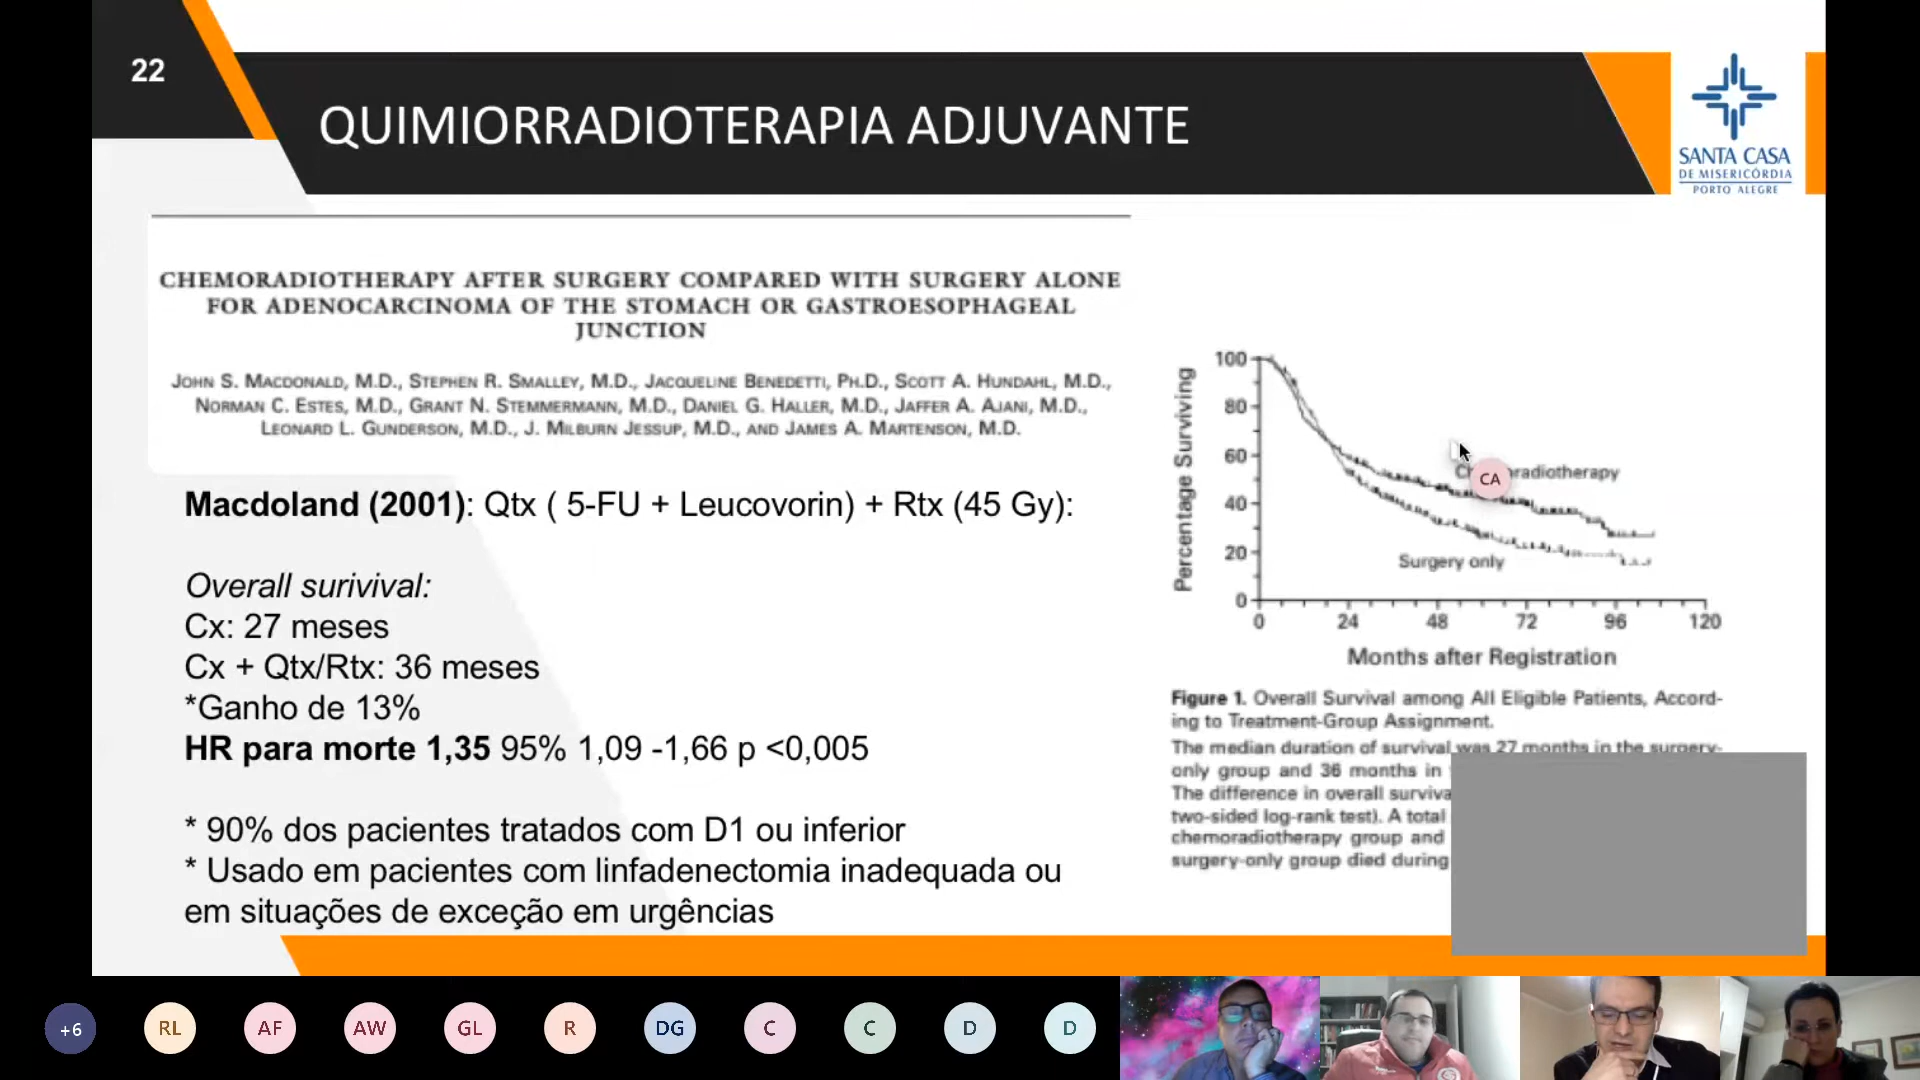 22
QUIMIORRADIOTERAPIA ADJUVANTE
SANTA CASA
DE MISERICÓRDIA
PORTO ALEGRE
CHEMORADIOTHERAPY AFTER SURGERY COMPARED WITH SURGERY ALONE
FOR ADENOCARCINOMA OF THE STOMACH OR GASTROESOPHAGEAL
JUNCTION
JOHN S. MACDONALD, M.D., STEPHEN R. SMALLEY, M.D., JACQUELINE BENEDETTI, PH.D., SCOTT A. HUNDAHL, M.D.,
NORMAN C. ESTES, M.D., GRANT N. STEMMERMANN, M.D., DANIEL G. HALLER, M.D., JAFFER A. AJANI, M.D.,
LEONARD L. GUNDERSON, M.D., J. MILBURN JESSUP, M.D., AND JAMES A. MARTENSON, M.D.
Macdoland (2001): Qtx ( 5-FU + Leucovorin) + Rtx (45 Gy):
Overall surivival:
Cx: 27 meses
Cx + Qtx/Rtx: 36 meses
*Ganho de 13%
HR para morte 1,35 95% 1,09 -1,66 p <0,005
* 90% dos pacientes tratados com D1 ou inferior
* Usado em pacientes com linfadenectomia inadequada ou
em situações de exceção em urgências
Percentage Surviving
100
80
60
40
20
0
CA
Surgery only
0 24 48 72 96 120
Months after Registration
Figure 1. Overall Survival among All Eligible Patients, Accord-
ing to Treatment-Group Assignment.
The median duration of survival was 27 months in the surgery-
only group and 36 months in
The difference in overall surviva
two-sided log-rank test). A total
chemoradiotherapy group and
surgery-only group died during
+6 RL AF AW GL R DG C C D D